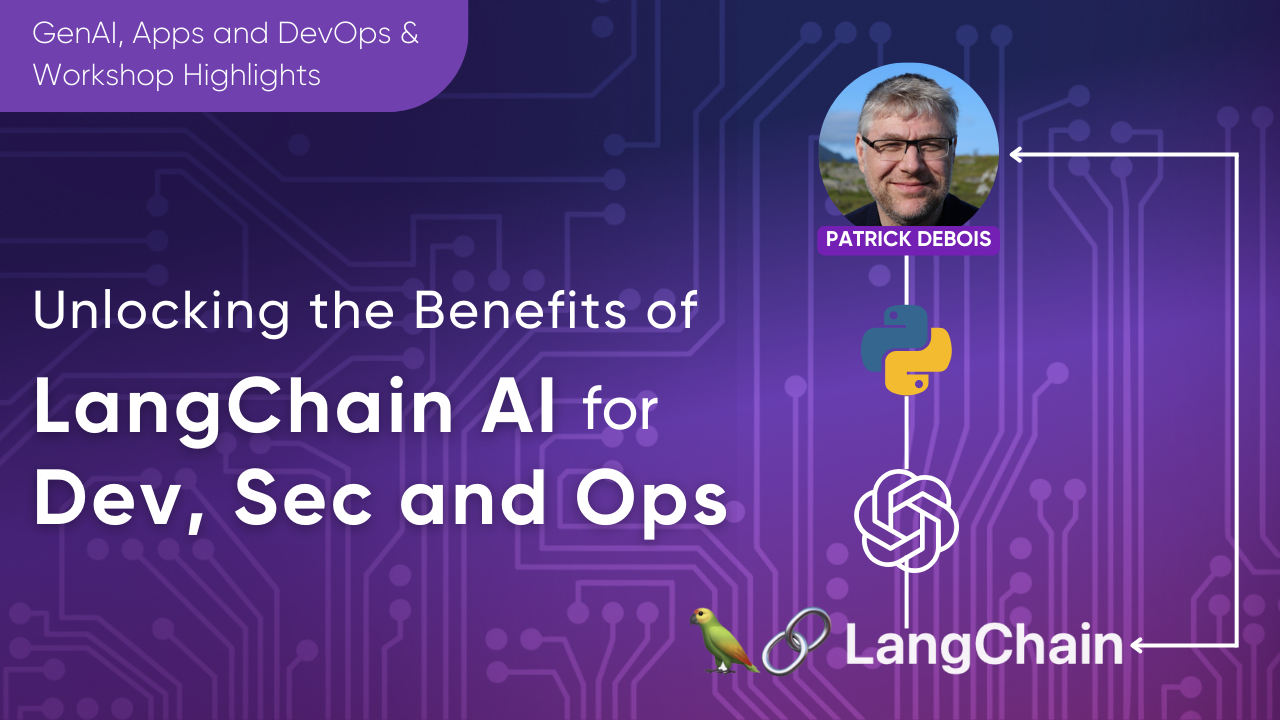 GenAI, Apps and DevOps &
Workshop Highlights
PATRICK DEBOIS
Unlocking the Benefits of
LangChain AI for
Dev, Sec and Ops
LangChain